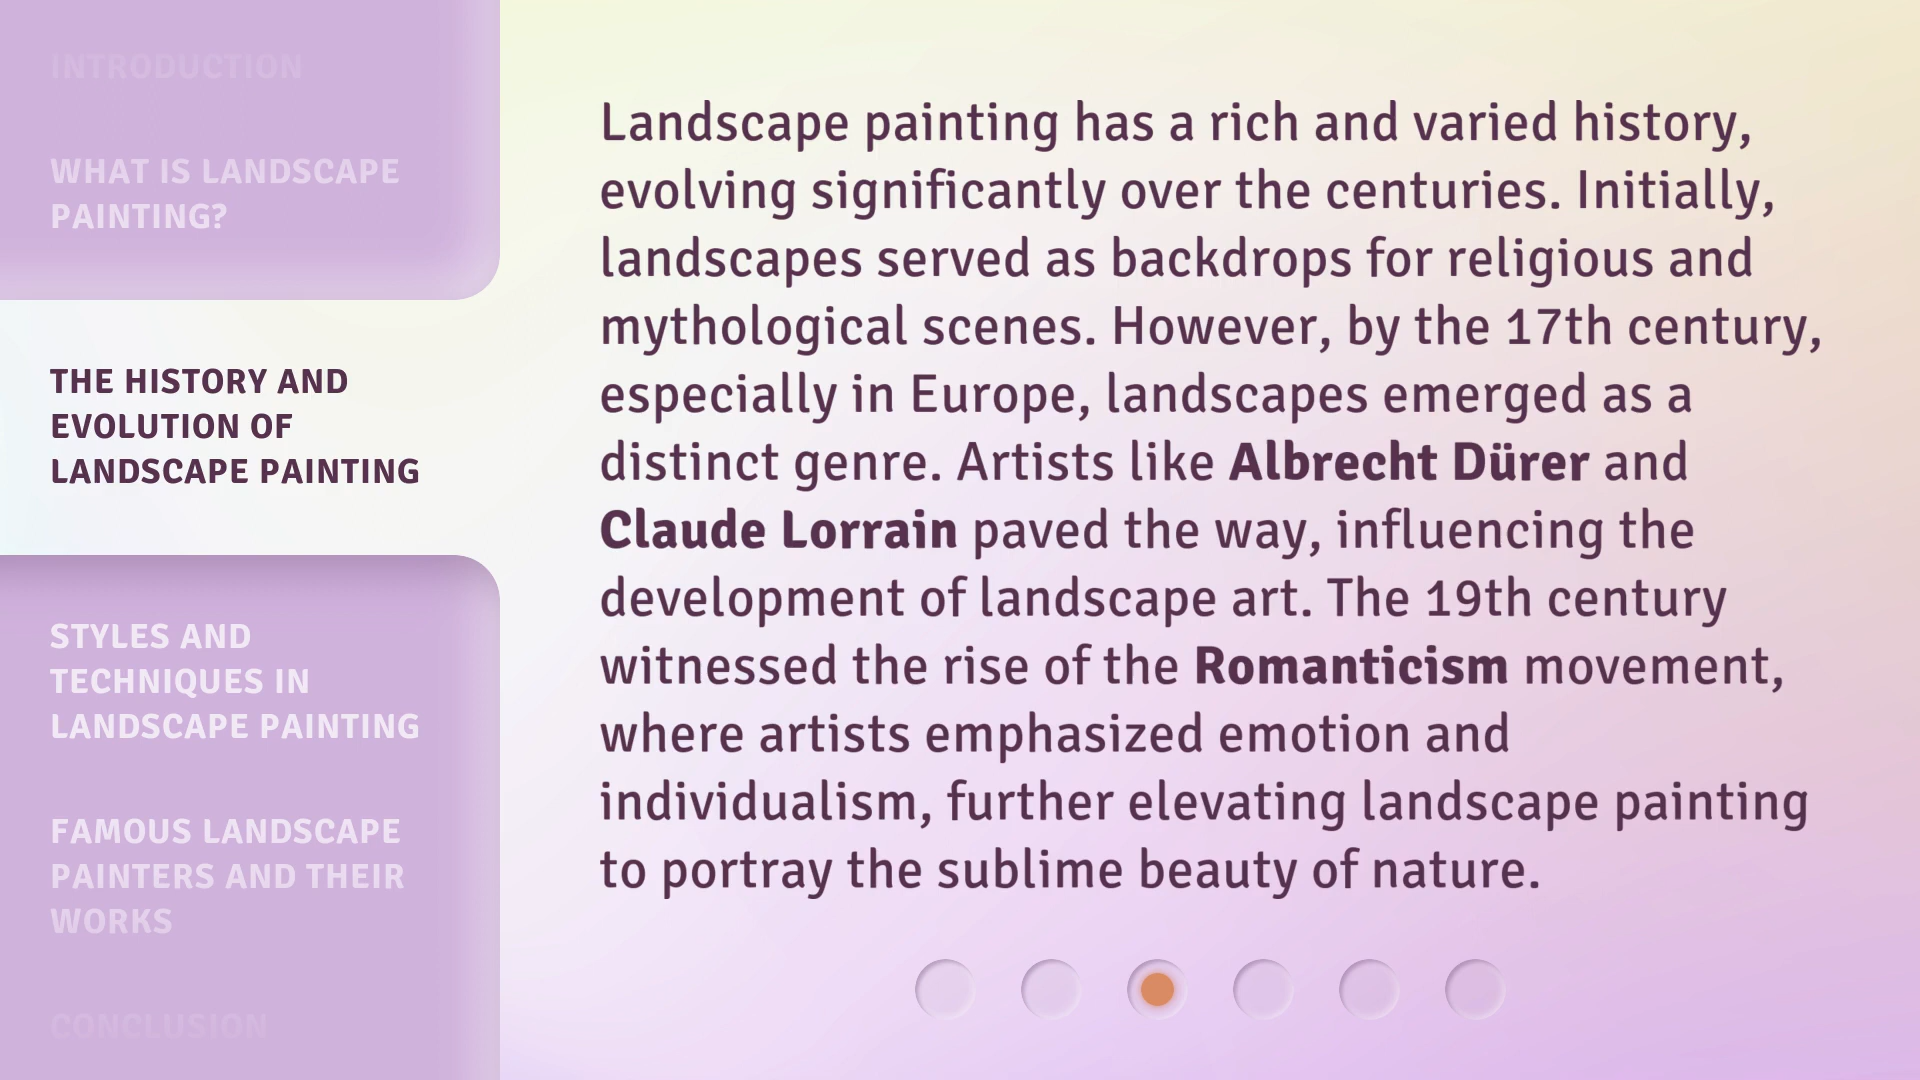 INTRODUCTION
WHAT IS LANDSCAPE
PAINTING?
THE HISTORY AND
EVOLUTION OF
LANDSCAPE PAINTING
STYLES AND
TECHNIQUES IN
LANDSCAPE PAINTING
FAMOUS LANDSCAPE
PAINTERS AND THEIR
WORKS
CONCLUSION
Landscape painting has a rich and varied history,
evolving significantly over the centuries. Initially,
landscapes served as backdrops for religious and
mythological scenes. However, by the 17th century,
especially in Europe, landscapes emerged as a
distinct genre. Artists like Albrecht Dürer and
Claude Lorrain paved the way, influencing the
development of landscape art. The 19th century
witnessed the rise of the Romanticism movement,
where artists emphasized emotion and
individualism, further elevating landscape painting
to portray the sublime beauty of nature.